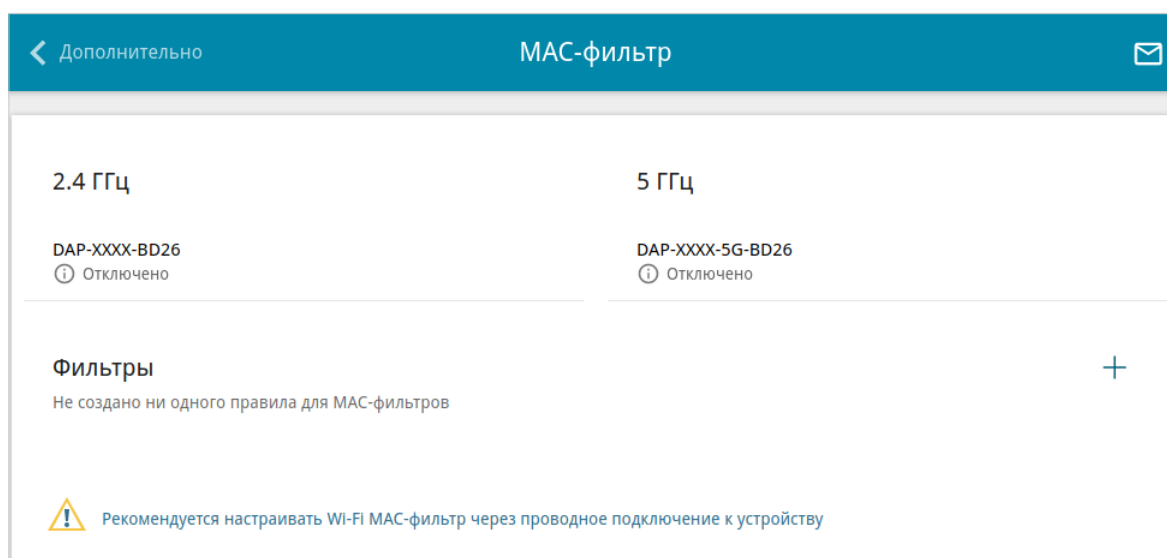 Дополнительно
MAC-фильтр
2.4 ГГц
5 ГГц
DAP-XXXX-BD26
DAP-XXXX-5G-BD26
Отключено
Отключено
Фильтры
Не создано ни одного правила для MAC-фильтров
Рекомендуется настраивать Wi-Fi MAC-фильтр через проводное подключение к устройству